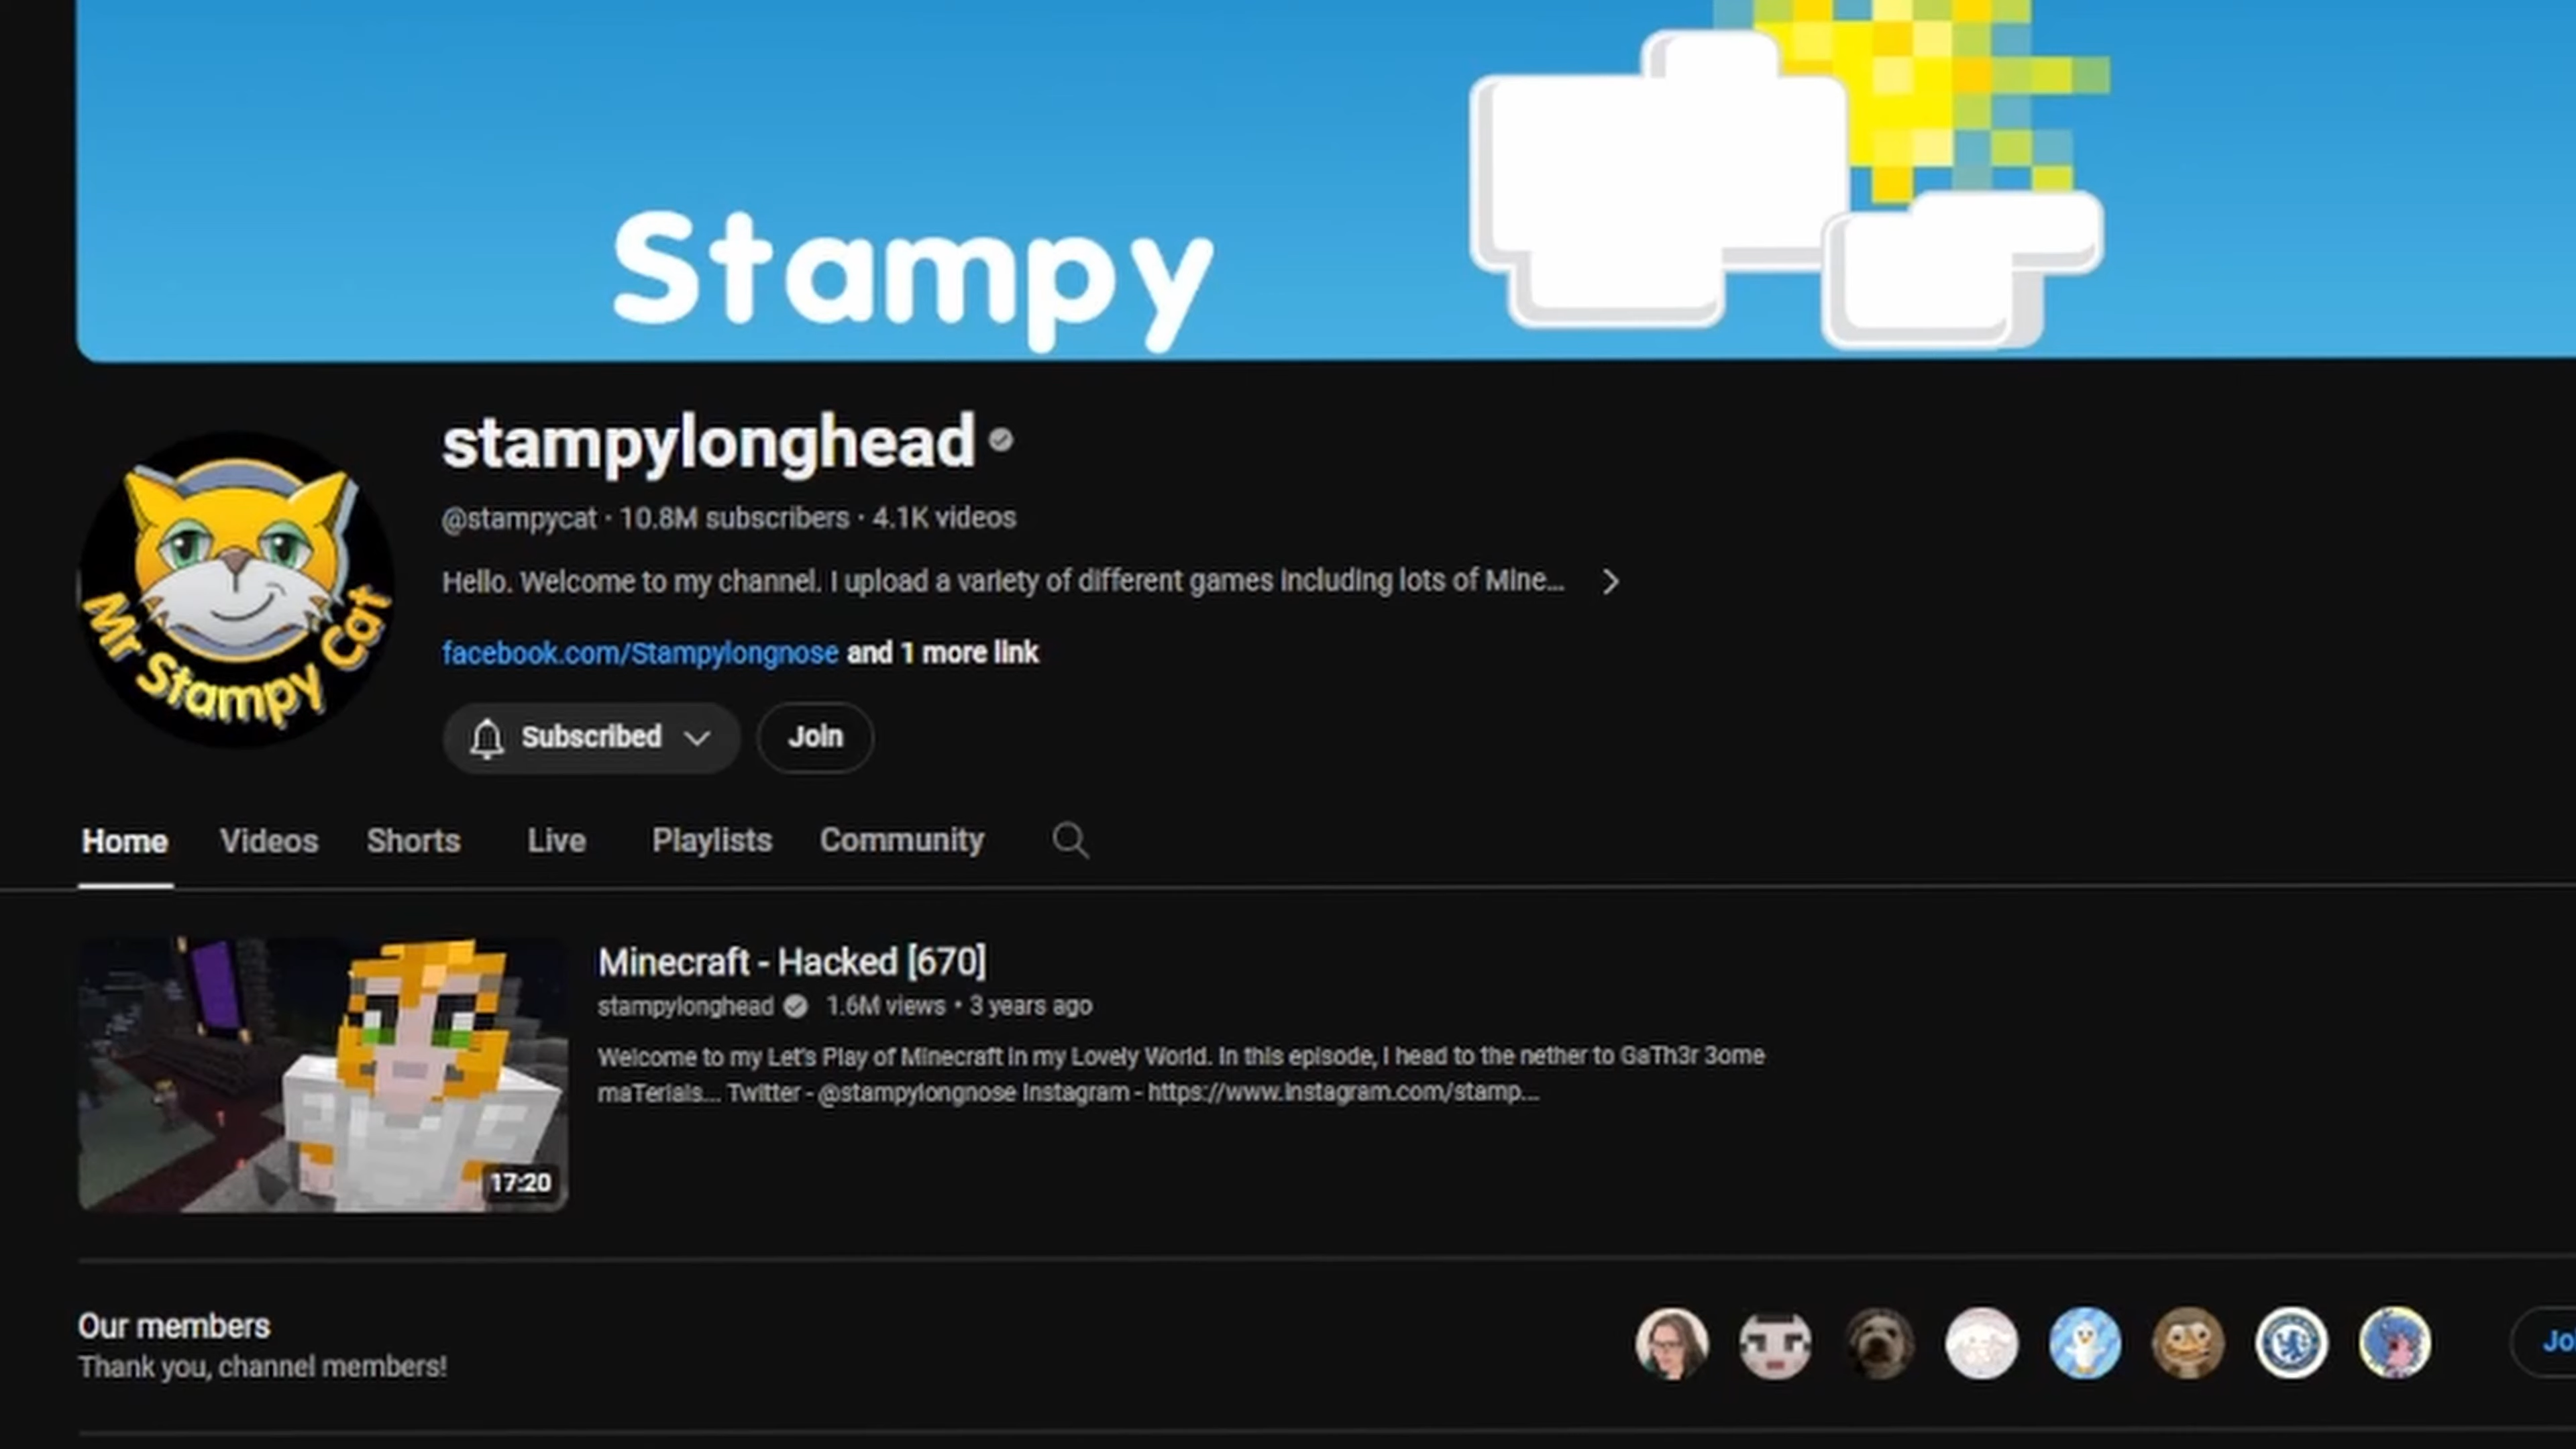 Stampy
stampylonghead
@stampycat · 10.8M subscribers · 4.1K videos
Hello. Welcome to my channel. I upload a variety of different games including lots of Mine...
facebook.com/Stampylongnose and 1 more link
Mr Stampy Cat
Subscribed Join
Home Videos Shorts Live Playlists Community
Minecraft - Hacked [670]
stampylonghead 1.6M views • 3 years ago
Welcome to my Let's Play of Minecraft in my Lovely World. In this episode, I head to the nether to GaTh3r 3ome
maTerials... Twitter - @stampylongnose Instagram - https://www.instagram.com/stamp...
17:20
Our members
Thank you, channel members!
Jo